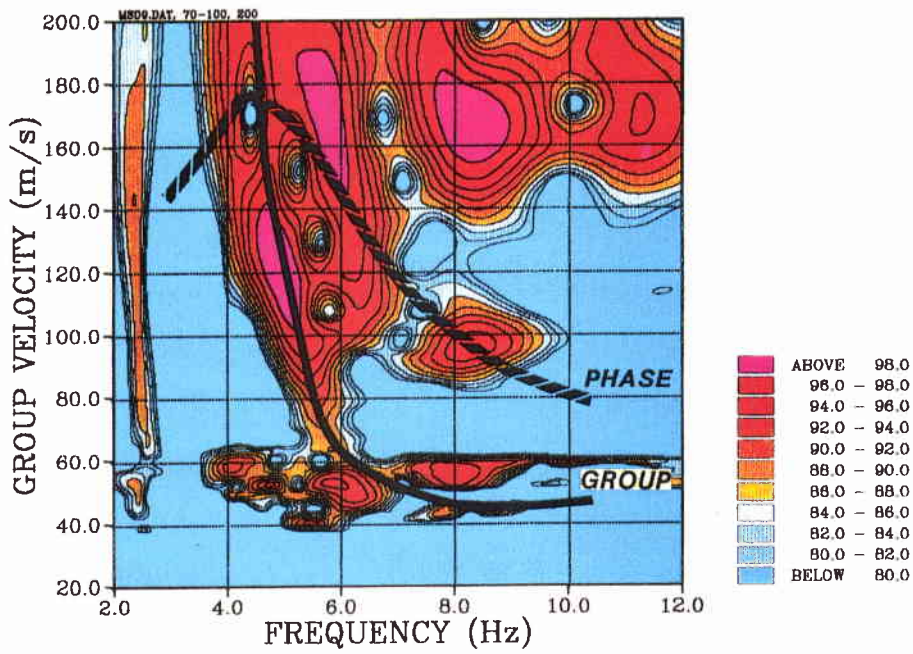 MS09.DAT, 70-100, Z00
GROUP VELOCITY (m/s)
200.0
180.0
160.0
140.0
120.0
100.0
80.0
60.0
40.0
20.0
2.0 4.0 6.0 8.0 10.0 12.0
FREQUENCY (Hz)
PHASE
GROUP
ABOVE 98.0
96.0 - 98.0
94.0 - 96.0
92.0 - 94.0
90.0 - 92.0
88.0 - 90.0
86.0 - 88.0
84.0 - 86.0
82.0 - 84.0
80.0 - 82.0
BELOW 80.0